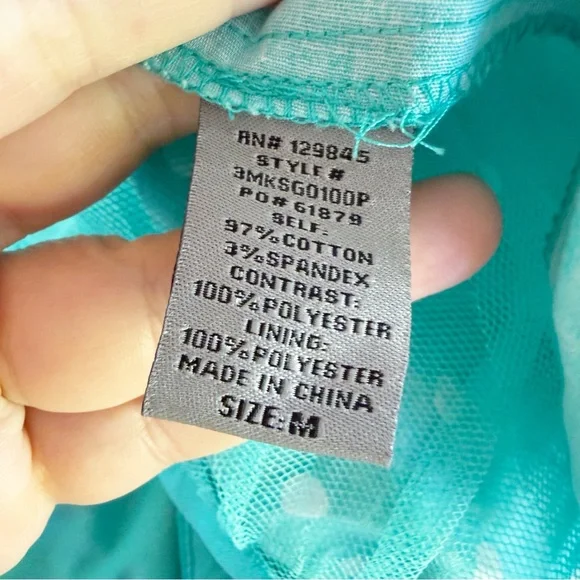 RN# 129845
STYLE #
3MKSG0100P
PO# 61879
SELF:
97%COTTON
3%SPANDEX
CONTRAST:
100%POLYESTER
LINING:
100%POLYESTER
MADE IN CHINA
SIZE:M